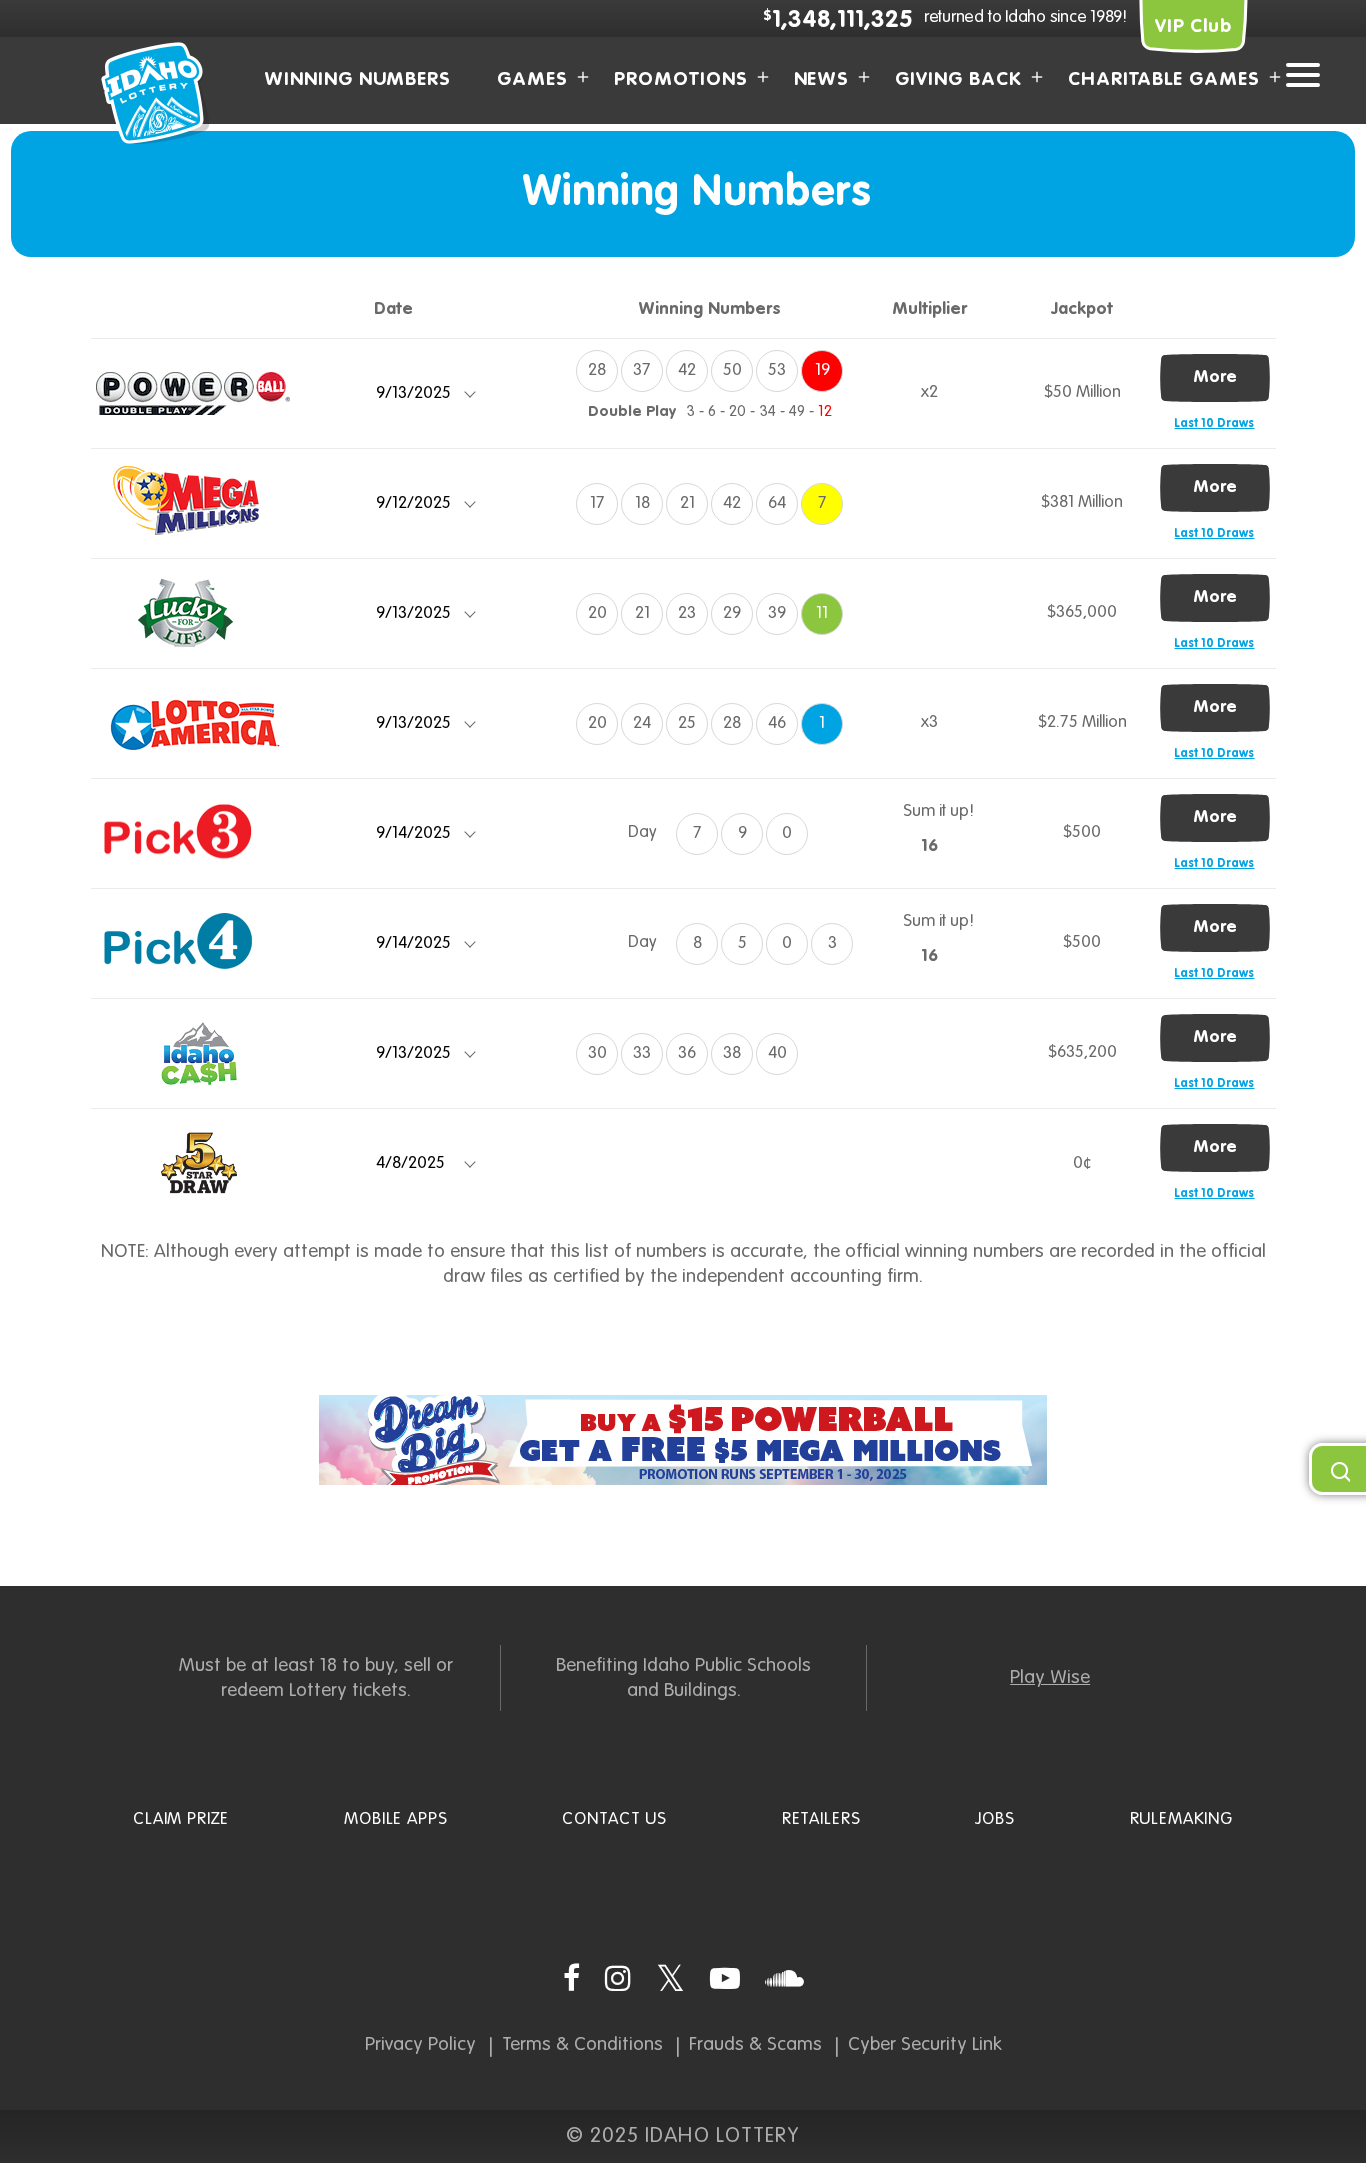 $1,348,111,325 returned to Idaho since 1989!
VIP Club
IDAHO
LOTTERY
WINNING NUMBERS GAMES + PROMOTIONS + NEWS + GIVING BACK + CHARITABLE GAMES +
Winning Numbers
Date Winning Numbers Multiplier Jackpot
POWER BALL
DOUBLE PLAY
9/13/2025
28 37 42 50 53 19
Double Play 3 - 6 - 20 - 34 - 49 - 12
x2
$50 Million
More
Last 10 Draws
MEGA
MILLIONS
9/12/2025
17 18 21 42 64 7
$381 Million
More
Last 10 Draws
Lucky
FOR
LIFE
9/13/2025
20 21 23 29 39 11
$365,000
More
Last 10 Draws
LOTTO
AMERICA
9/13/2025
20 24 25 28 46 1
x3
$2.75 Million
More
Last 10 Draws
Pick 3
9/14/2025
Day 7 9 0
Sum it up!
16
$500
More
Last 10 Draws
Pick 4
9/14/2025
Day 8 5 0 3
Sum it up!
16
$500
More
Last 10 Draws
Idaho
CA$H
9/13/2025
30 33 36 38 40
$635,200
More
Last 10 Draws
5
STAR
DRAW
4/8/2025
0¢
More
Last 10 Draws
NOTE: Although every attempt is made to ensure that this list of numbers is accurate, the official winning numbers are recorded in the official
draw files as certified by the independent accounting firm.
Dream
Big
PROMOTION
BUY A $15 POWERBALL
GET A FREE $5 MEGA MILLIONS
PROMOTION RUNS SEPTEMBER 1 - 30, 2025
Must be at least 18 to buy, sell or
redeem Lottery tickets.
Benefiting Idaho Public Schools
and Buildings.
Play Wise
CLAIM PRIZE MOBILE APPS CONTACT US RETAILERS JOBS RULEMAKING
Privacy Policy | Terms & Conditions | Frauds & Scams | Cyber Security Link
© 2025 IDAHO LOTTERY